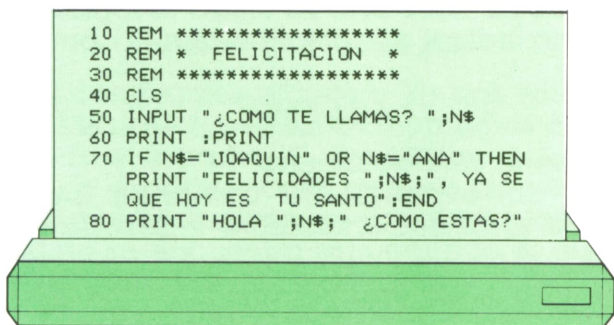 10 REM ******************
20 REM *  FELICITACION  *
30 REM ******************
40 CLS
50 INPUT "¿COMO TE LLAMAS? ";N$
60 PRINT :PRINT
70 IF N$="JOAQUIN" OR N$="ANA" THEN
PRINT "FELICIDADES ";N$;", YA SE
QUE HOY ES  TU SANTO":END
80 PRINT "HOLA ";N$;" ¿COMO ESTAS?"